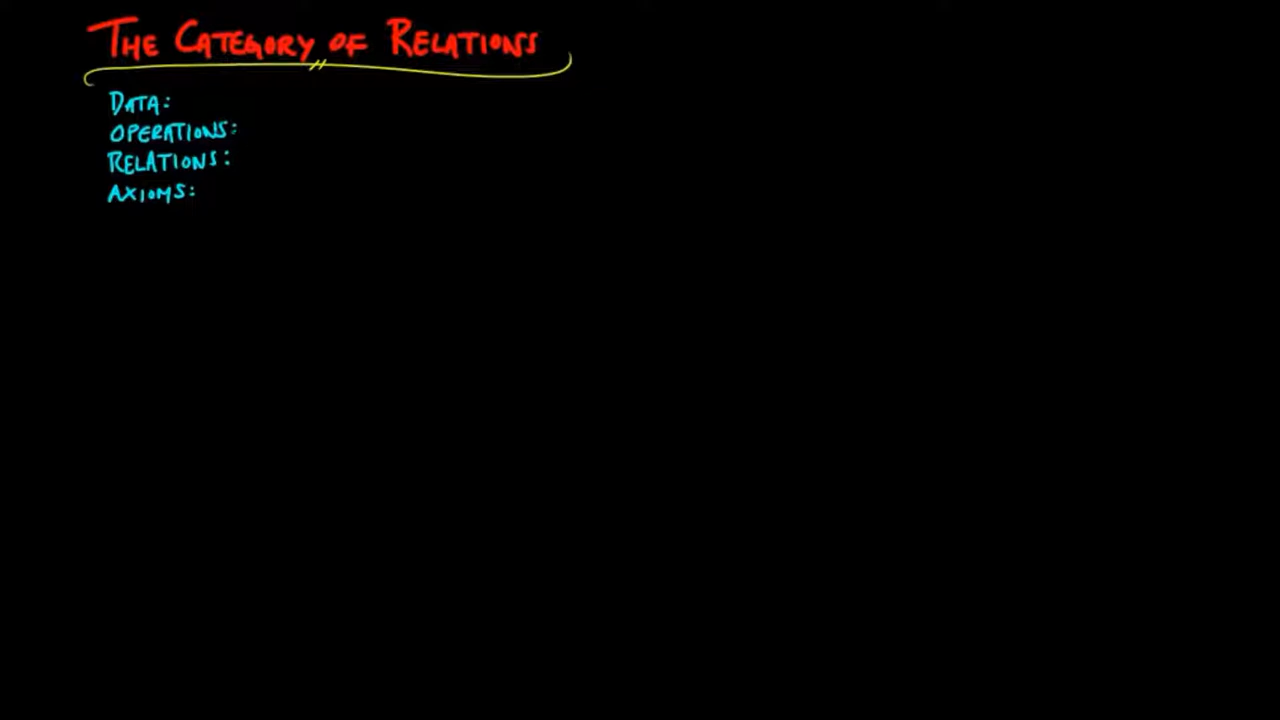 THE CATEGORY OF RELATIONS
DATA:
OPERATIONS:
RELATIONS:
AXIOMS: